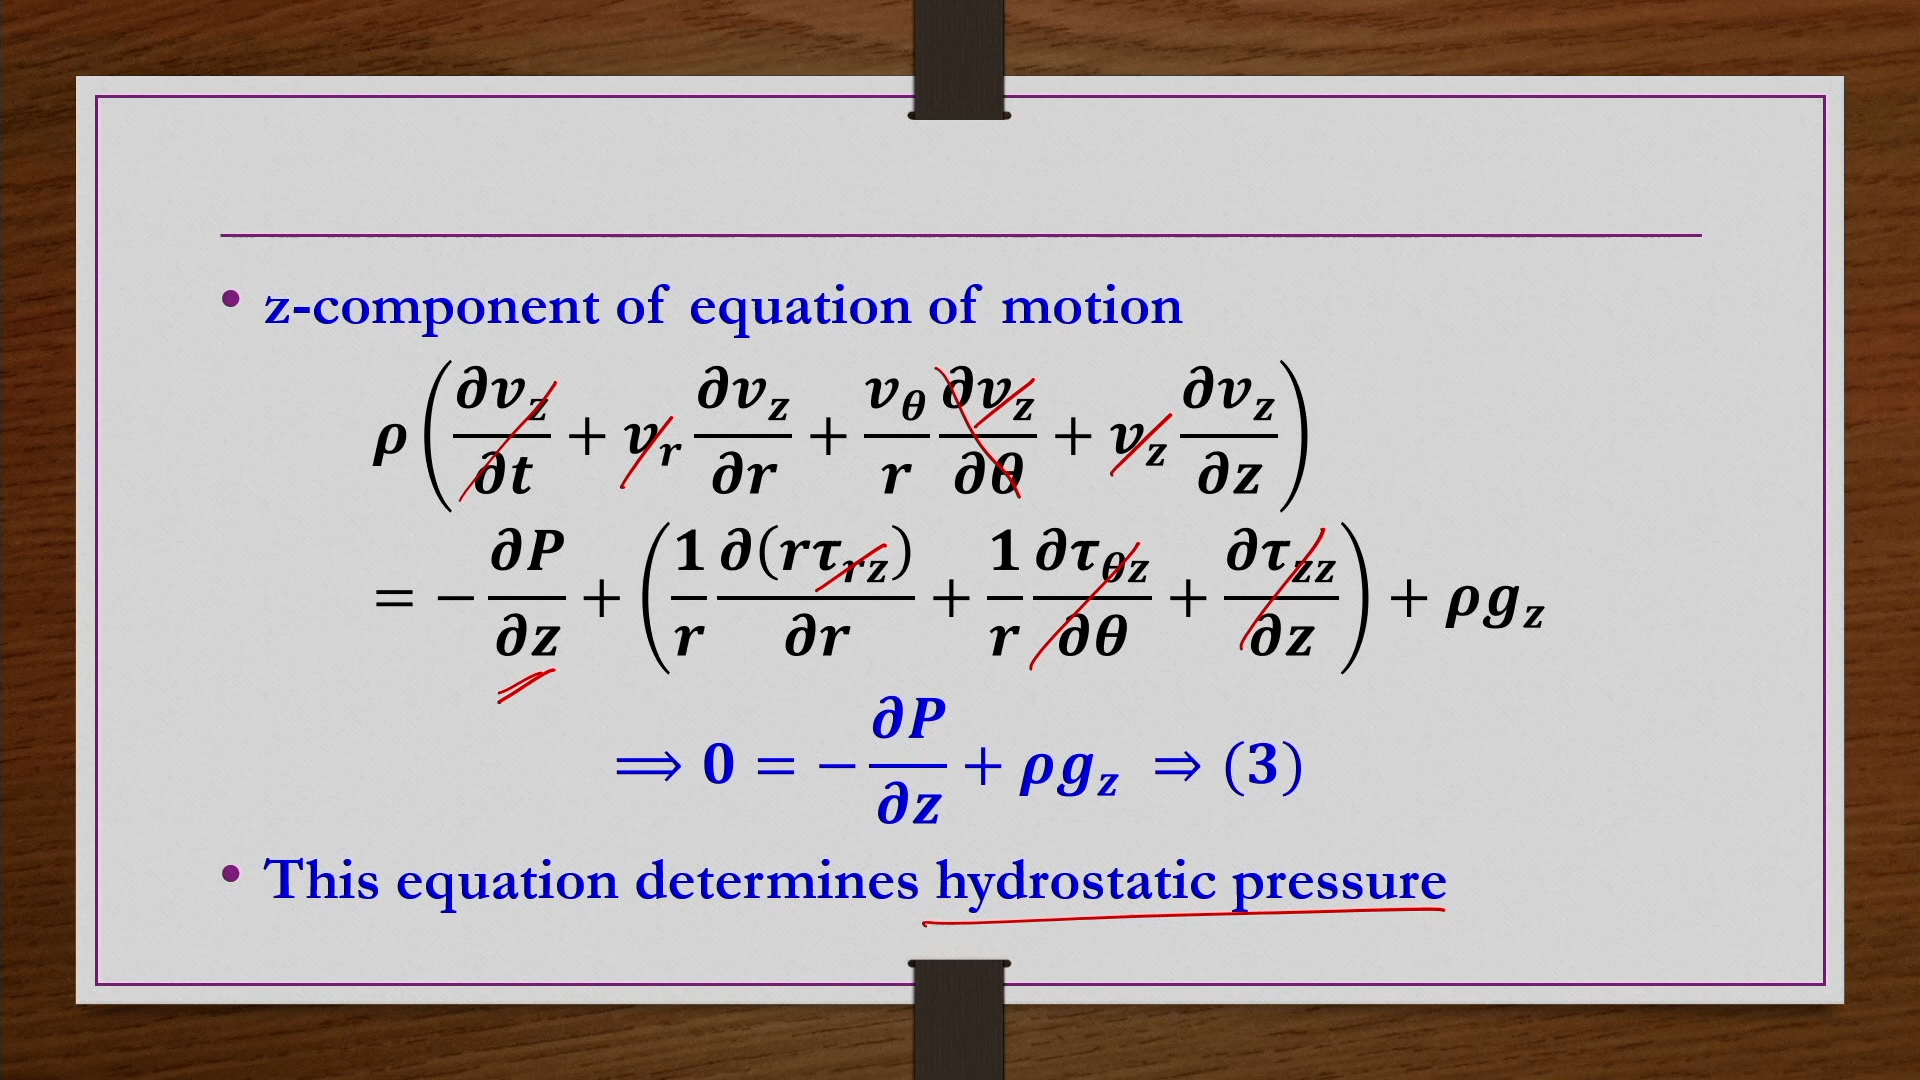 • z-component of equation of motion
ρ(∂v_z/∂t + v_r ∂v_z/∂r + v_θ/r ∂v_z/∂θ + v_z ∂v_z/∂z)
= −∂P/∂z + (1/r ∂(rτ_rz)/∂r + 1/r ∂τ_θz/∂θ + ∂τ_zz/∂z) + ρg_z
⟹ 0 = −∂P/∂z + ρg_z ⇒ (3)
• This equation determines hydrostatic pressure